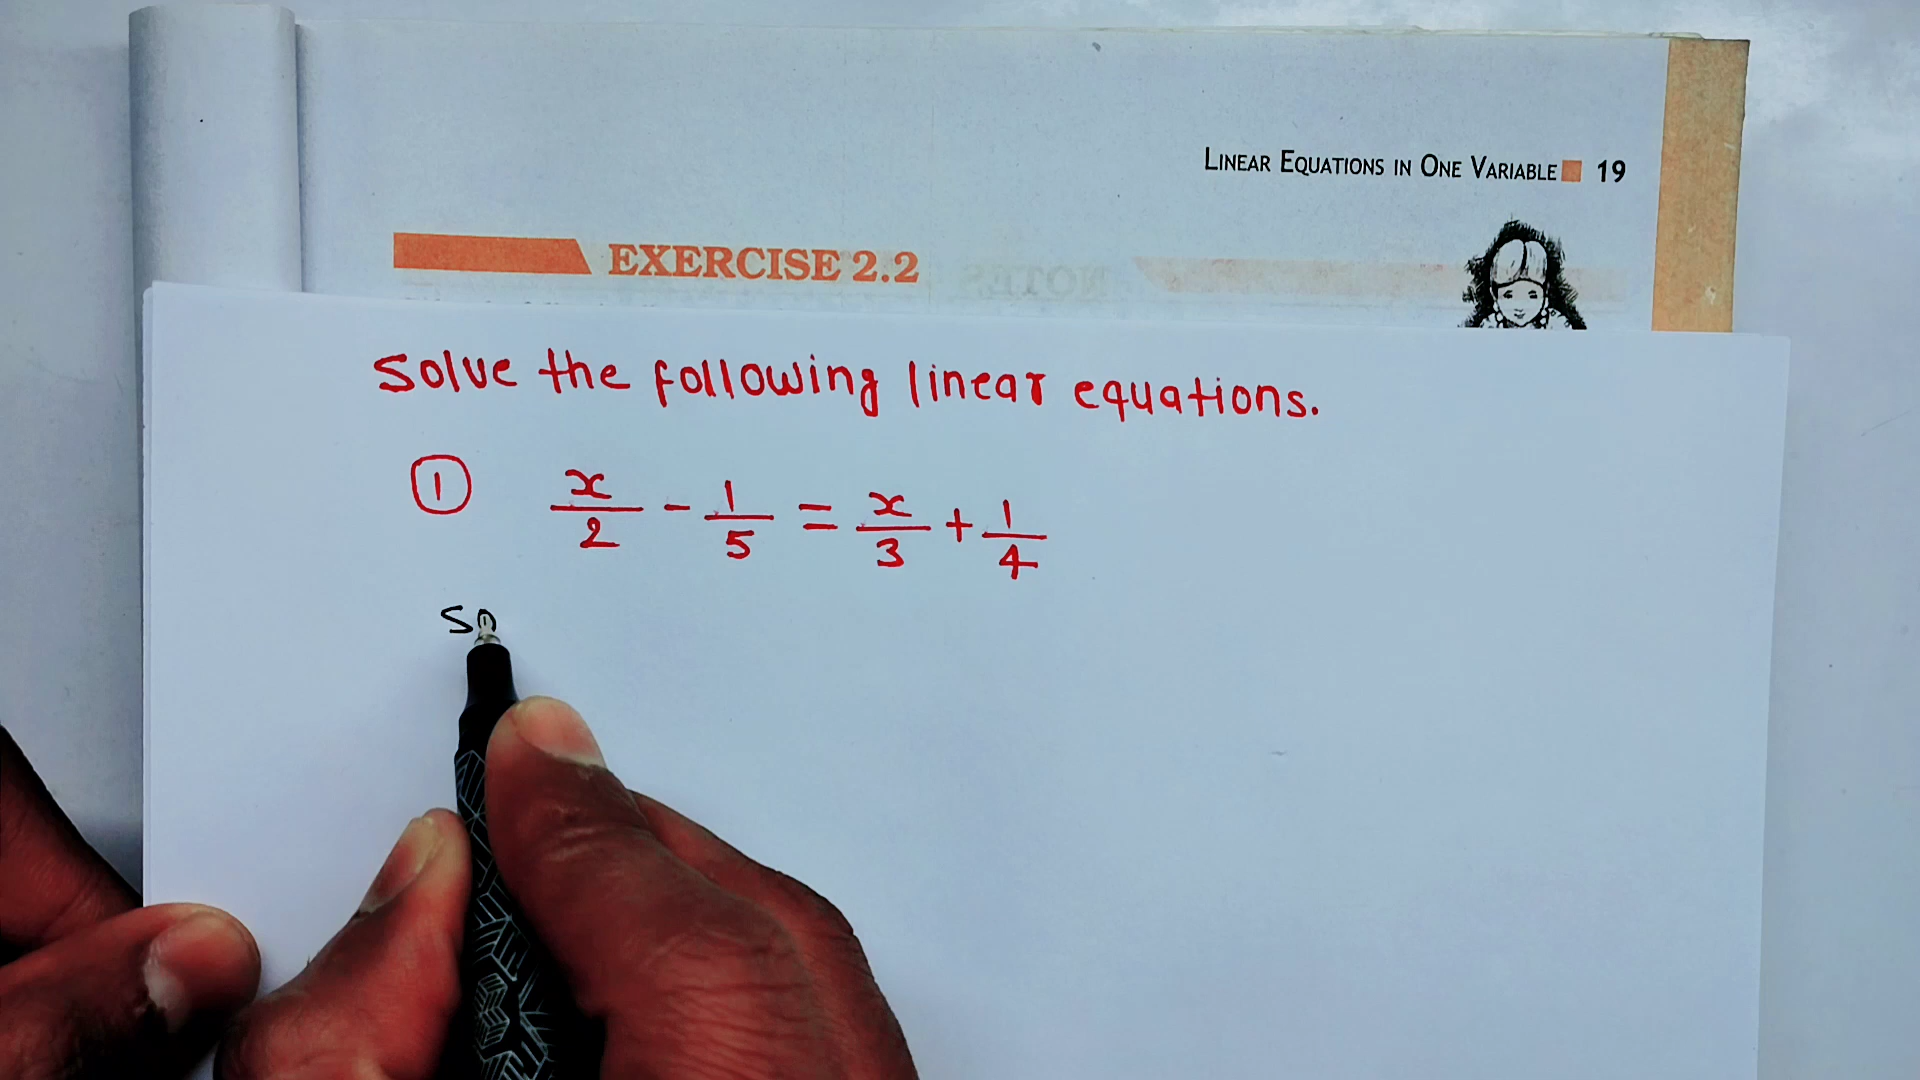 LINEAR EQUATIONS IN ONE VARIABLE 19
EXERCISE 2.2
NOTES
Solve the following linear equations.
① x/2 - 1/5 = x/3 + 1/4
SO